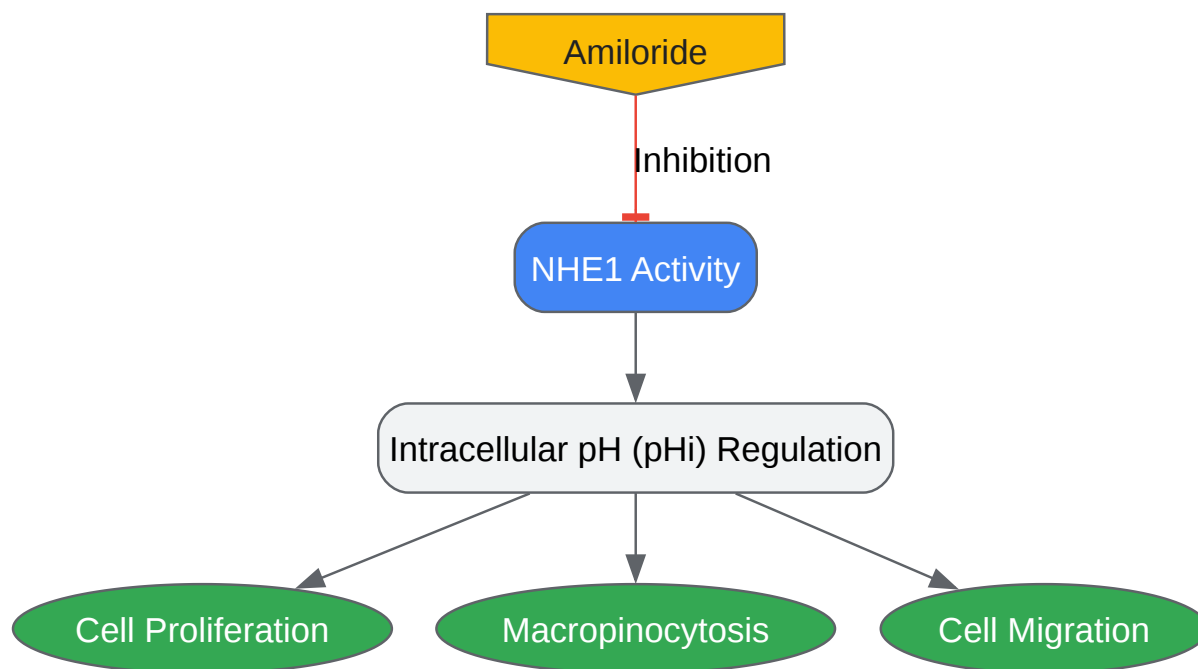 Amiloride
Inhibition
NHE1 Activity
Intracellular pH (pHi) Regulation
Cell Proliferation
Macropinocytosis
Cell Migration